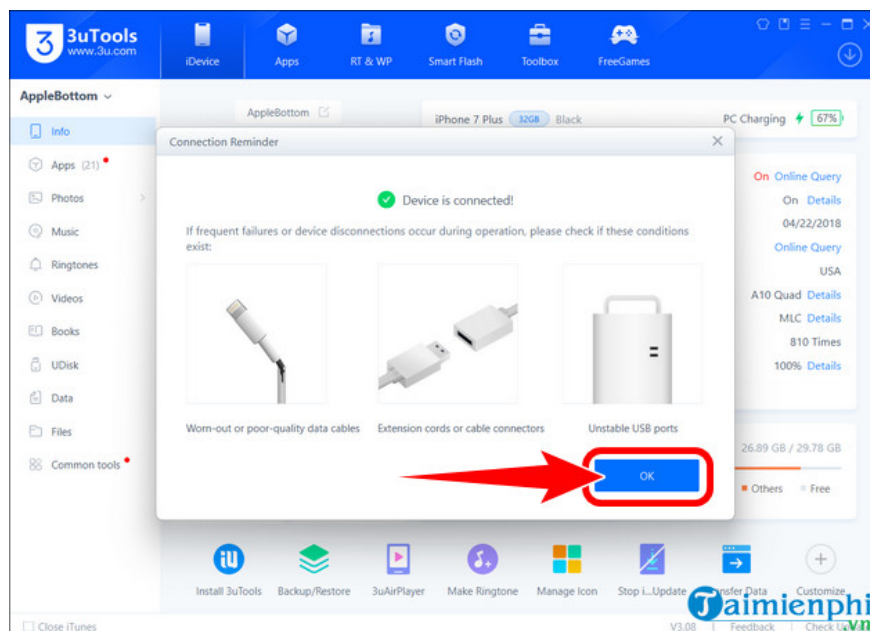 3uTools
www.3u.com
iDevice
Apps
RT & WP
Smart Flash
Toolbox
FreeGames
AppleBottom
Info
Apps (21)
Photos
Music
Ringtones
Videos
Books
UDisk
Data
Files
Common tools
AppleBottom
iPhone 7 Plus 32GB Black
PC Charging 67%
Connection Reminder
Device is connected!
If frequent failures or device disconnections occur during operation, please check if these conditions
exist:
Worn-out or poor-quality data cables
Extension cords or cable connectors
Unstable USB ports
OK
On Online Query
On Details
04/22/2018
Online Query
USA
A10 Quad Details
MLC Details
810 Times
100% Details
26.89 GB / 29.78 GB
Others Free
Install 3uTools
Backup/Restore
3uAirPlayer
Make Ringtone
Manage Icon
Stop i...Update
Customize
Close iTunes
V3.08
Feedback
Check
Taimienphi
.vn